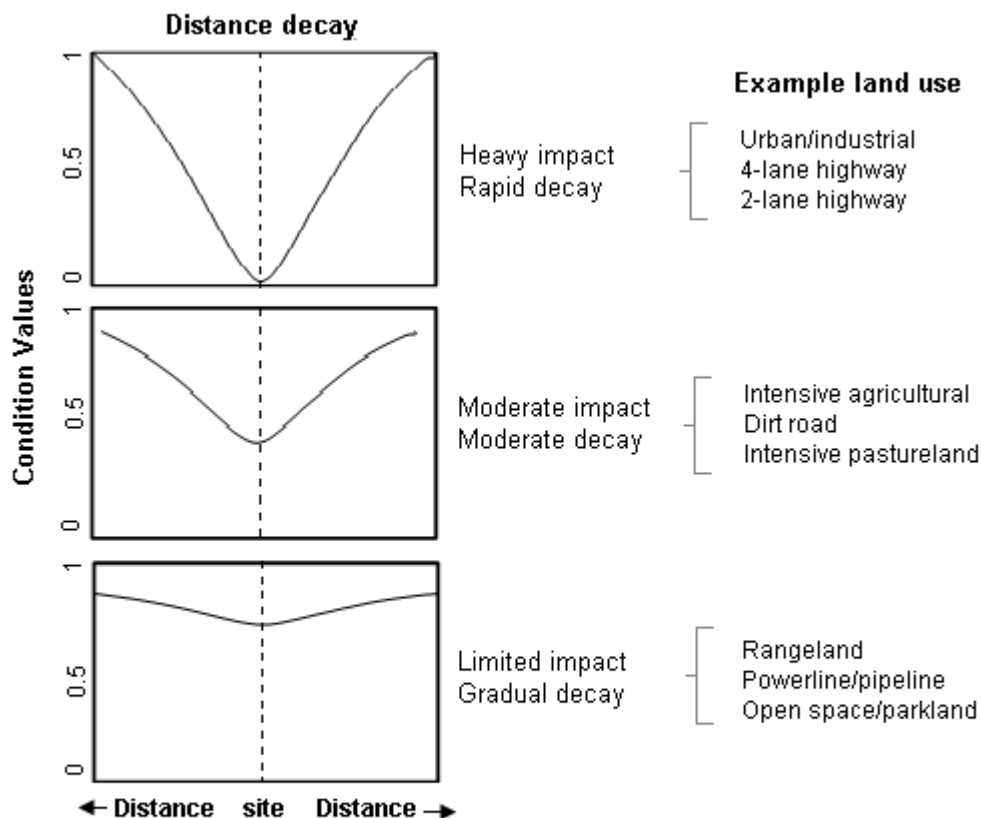 Distance decay
Example land use
Condition Values
1
0.5
0
Heavy impact
Rapid decay
Urban/industrial
4-lane highway
2-lane highway
1
0.5
0
Moderate impact
Moderate decay
Intensive agricultural
Dirt road
Intensive pastureland
1
0.5
0
Limited impact
Gradual decay
Rangeland
Powerline/pipeline
Open space/parkland
Distance site Distance